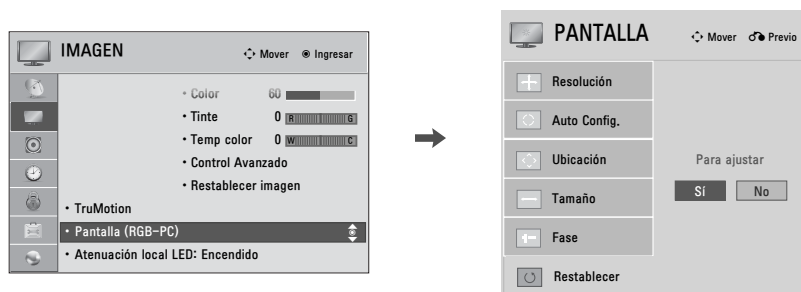 IMAGEN
Mover Ingresar
• Color 60
• Tinte 0 R G
• Temp color 0 W C
• Control Avanzado
• Restablecer imagen
• TruMotion
• Pantalla (RGB-PC)
• Atenuación local LED: Encendido
PANTALLA
Mover Previo
Resolución
Auto Config.
Ubicación
Tamaño
Fase
Restablecer
Para ajustar
Sí No